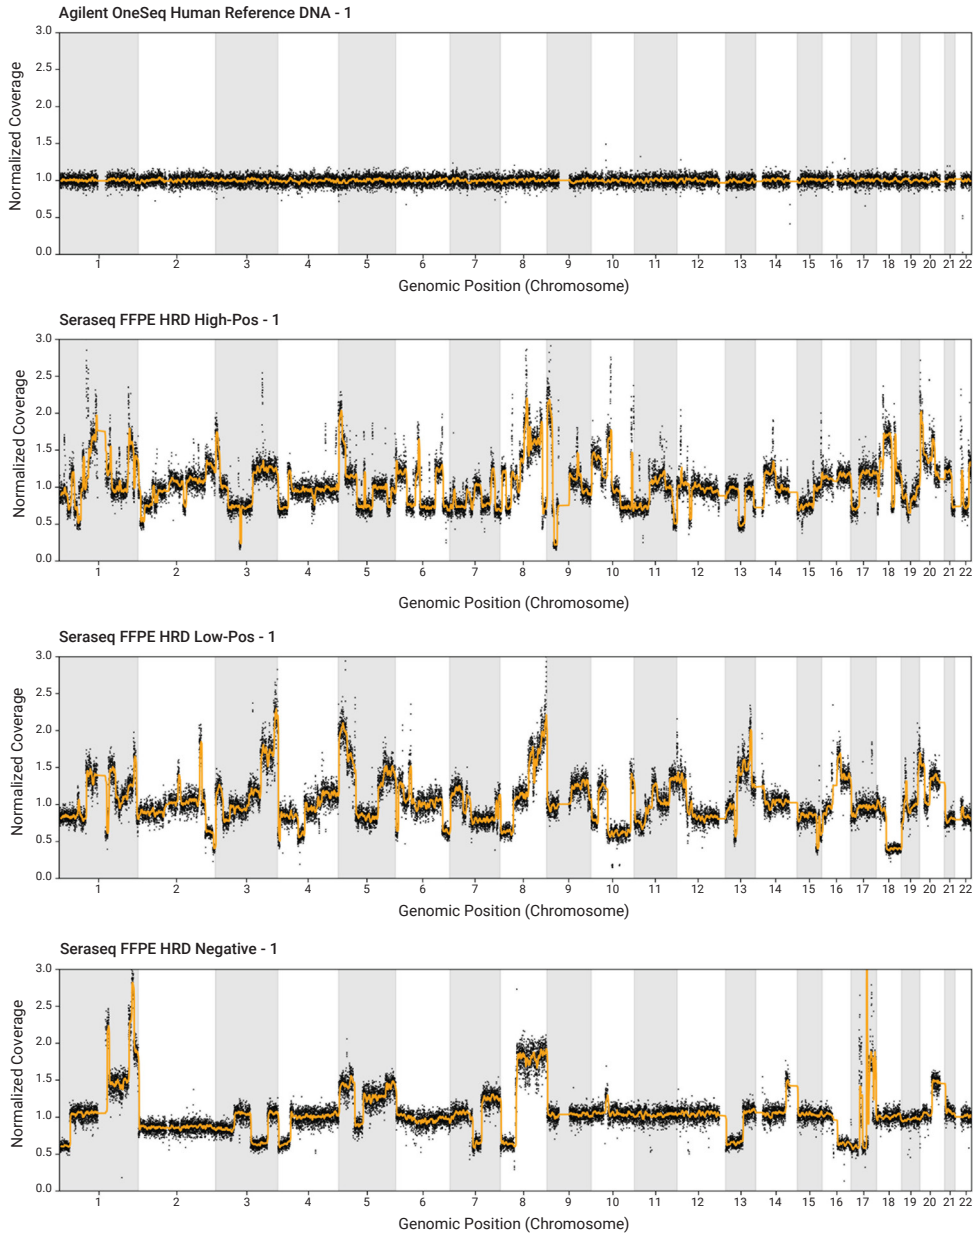 Agilent OneSeq Human Reference DNA - 1
3.0
2.5
2.0
1.5
1.0
0.5
0.0
Normalized Coverage
1 2 3 4 5 6 7 8 9 10 11 12 13 14 15 16 17 18 19 20 21 22
Genomic Position (Chromosome)
Seraseq FFPE HRD High-Pos - 1
3.0
2.5
2.0
1.5
1.0
0.5
0.0
Normalized Coverage
1 2 3 4 5 6 7 8 9 10 11 12 13 14 15 16 17 18 19 20 21 22
Genomic Position (Chromosome)
Seraseq FFPE HRD Low-Pos - 1
3.0
2.5
2.0
1.5
1.0
0.5
0.0
Normalized Coverage
1 2 3 4 5 6 7 8 9 10 11 12 13 14 15 16 17 18 19 20 21 22
Genomic Position (Chromosome)
Seraseq FFPE HRD Negative - 1
3.0
2.5
2.0
1.5
1.0
0.5
0.0
Normalized Coverage
1 2 3 4 5 6 7 8 9 10 11 12 13 14 15 16 17 18 19 20 21 22
Genomic Position (Chromosome)